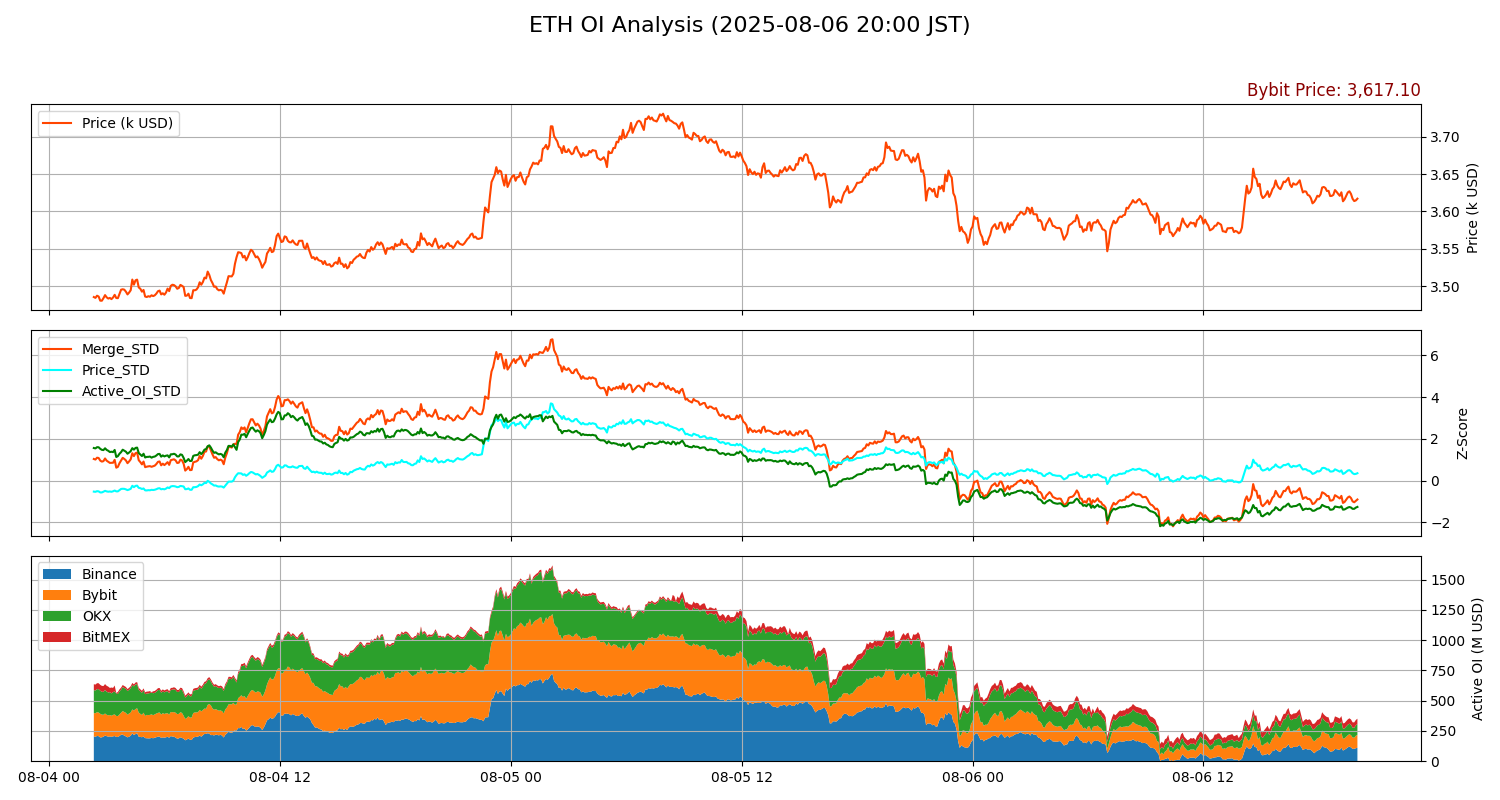 ETH OI Analysis (2025-08-06 20:00 JST)
Bybit Price: 3,617.10
Price (k USD)
3.70
3.65
3.60
3.55
3.50
Price (k USD)
Merge_STD
Price_STD
Active_OI_STD
6
4
2
0
−2
Z-Score
Binance
Bybit
OKX
BitMEX
1500
1250
1000
750
500
250
0
Active OI (M USD)
08-04 00
08-04 12
08-05 00
08-05 12
08-06 00
08-06 12